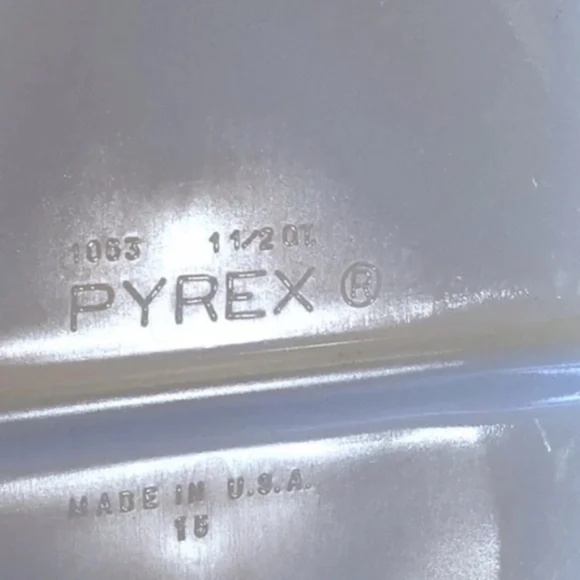 1063 1 1/2 QT.
PYREX ®
MADE IN U.S.A.
15